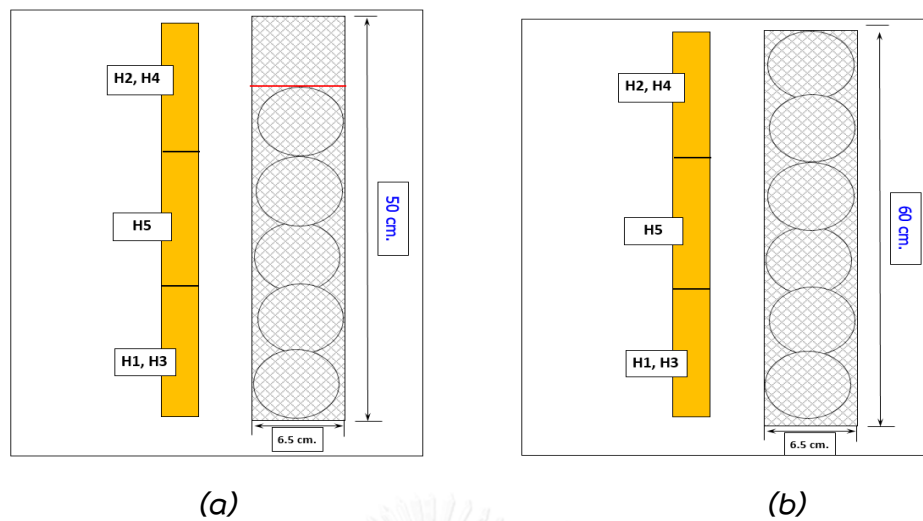 H2, H4
H5
H1, H3
50 cm.
6.5 cm.
(a)
H2, H4
H5
H1, H3
60 cm.
6.5 cm.
(b)